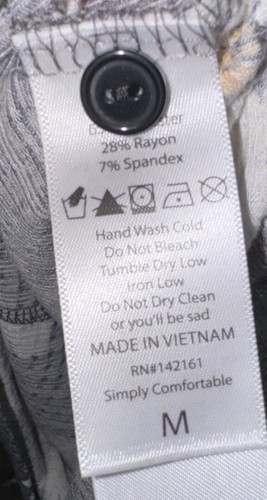 28% Rayon
7% Spandex
Hand Wash Cold
Do Not Bleach
Tumble Dry Low
iron Low
Do Not Dry Clean
or you'll be sad
MADE IN VIETNAM
RN#142161
Simply Comfortable
M